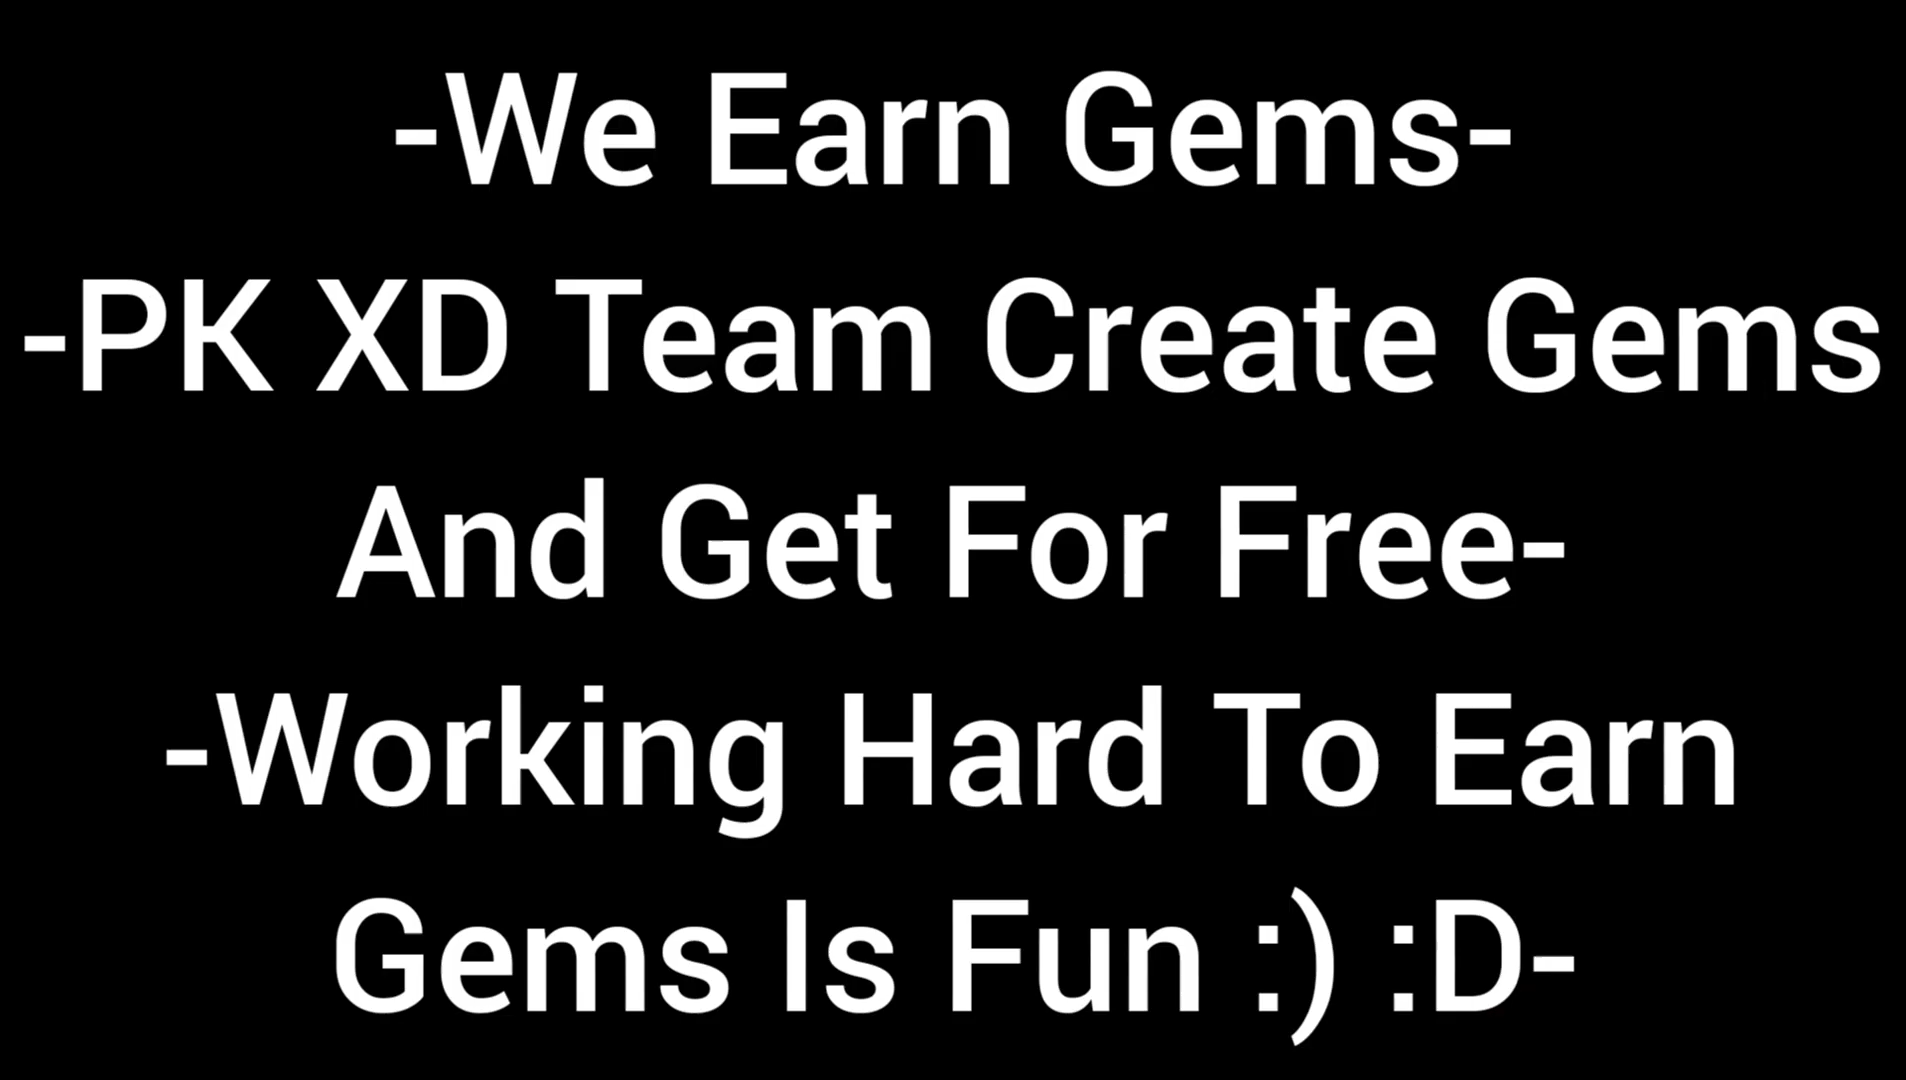 -We Earn Gems-
-PK XD Team Create Gems
And Get For Free-
-Working Hard To Earn
Gems Is Fun :) :D-